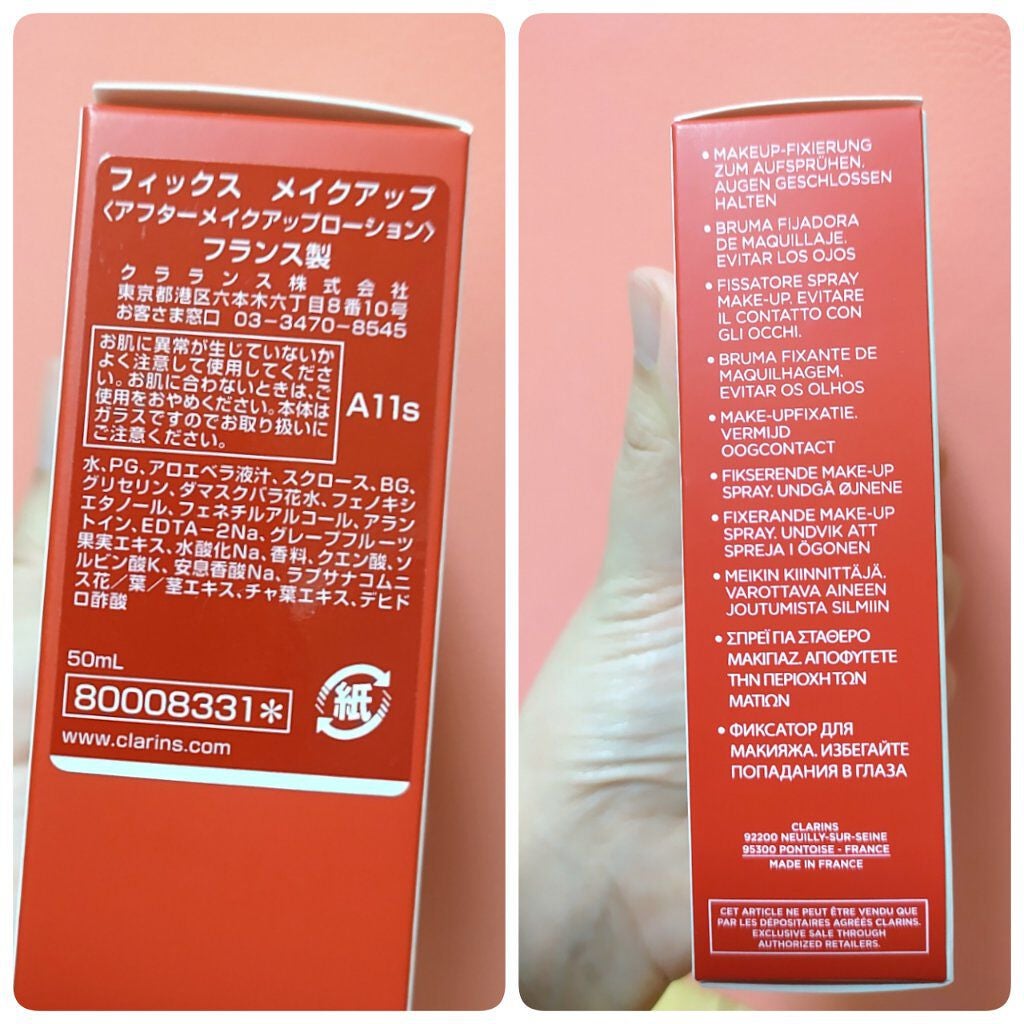 フィックス メイクアップ
〈アフターメイクアップローション〉
フランス製
クラランス株式会社
東京都港区六本木六丁目8番10号
お客さま窓口 03-3470-8545
お肌に異常が生じていないか
よく注意して使用してくださ
い。お肌に合わないときは、ご
使用をおやめください。本体は
ガラスですのでお取り扱いに
ご注意ください。
A11s
水、PG、アロエベラ液汁、スクロース、BG、
グリセリン、ダマスクバラ花水、フェノキシ
エタノール、フェネチルアルコール、アラン
トイン、EDTA-2Na、グレープフルーツ
果実エキス、水酸化Na、香料、クエン酸、ソ
ルビン酸K、安息香酸Na、ラプサナコムニ
ス花/葉/茎エキス、チャ葉エキス、デヒド
ロ酢酸
50mL
80008331*
紙
www.clarins.com
• MAKEUP-FIXIERUNG
ZUM AUFSPRÜHEN.
AUGEN GESCHLOSSEN
HALTEN
• BRUMA FIJADORA
DE MAQUILLAJE.
EVITAR LOS OJOS
• FISSATORE SPRAY
MAKE-UP. EVITARE
IL CONTATTO CON
GLI OCCHI.
• BRUMA FIXANTE DE
MAQUILHAGEM.
EVITAR OS OLHOS
• MAKE-UPFIXATIE.
VERMIJD
OOGCONTACT
• FIKSERENDE MAKE-UP
SPRAY. UNDGÅ ØJNENE
• FIXERANDE MAKE-UP
SPRAY. UNDVIK ATT
SPREJA I ÖGONEN
• MEIKIN KIINNITTÄJÄ.
VAROTTAVA AINEEN
JOUTUMISTA SILMIIN
• ΣΠΡΕΪ ΓΙΑ ΣΤΑΘΕΡΟ
ΜΑΚΙΓΙΑΖ. ΑΠΟΦΥΓΕΤΕ
ΤΗΝ ΠΕΡΙΟΧΗ ΤΩΝ
ΜΑΤΙΩΝ
• ФИКСАТОР ДЛЯ
МАКИЯЖА. ИЗБЕГАЙТЕ
ПОПАДАНИЯ В ГЛАЗА
CLARINS
92200 NEUILLY-SUR-SEINE
95300 PONTOISE - FRANCE
MADE IN FRANCE
CET ARTICLE NE PEUT ÊTRE VENDU QUE
PAR LES DÉPOSITAIRES AGRÉÉS CLARINS.
EXCLUSIVE SALE THROUGH
AUTHORIZED RETAILERS.